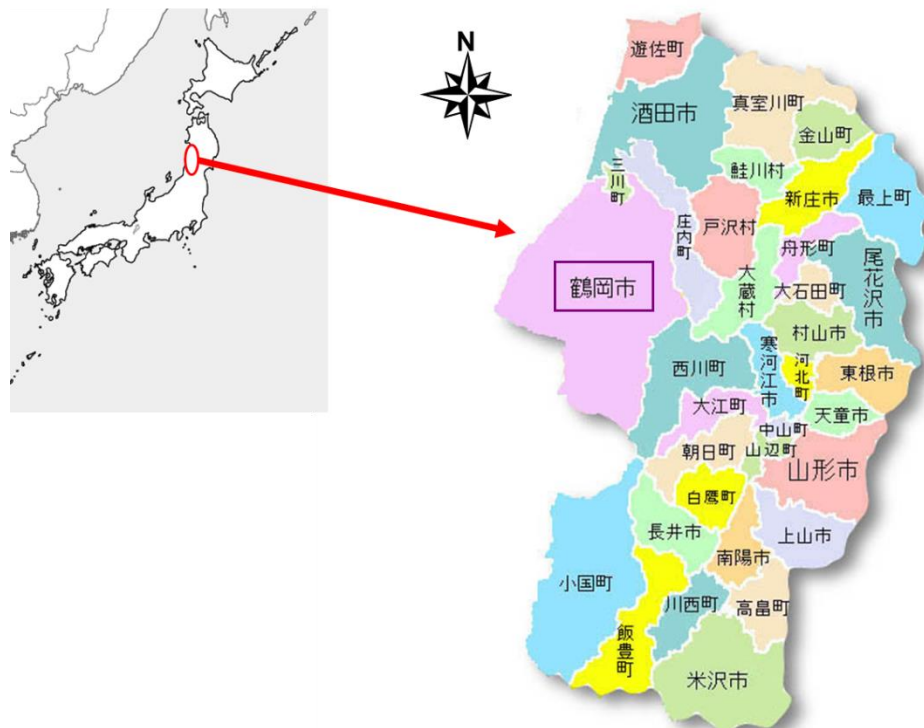 N
遊佐町
真室川町
酒田市
金山町
鮭川村
三川町
新庄市
最上町
庄内町
戸沢村
舟形町
尾花沢市
大蔵村
大石田町
鶴岡市
村山市
西川町
寒河江市
河北町
東根市
大江町
天童市
中山町
朝日町
山辺町
山形市
白鷹町
長井市
南陽市
上山市
小国町
川西町
高畠町
飯豊町
米沢市